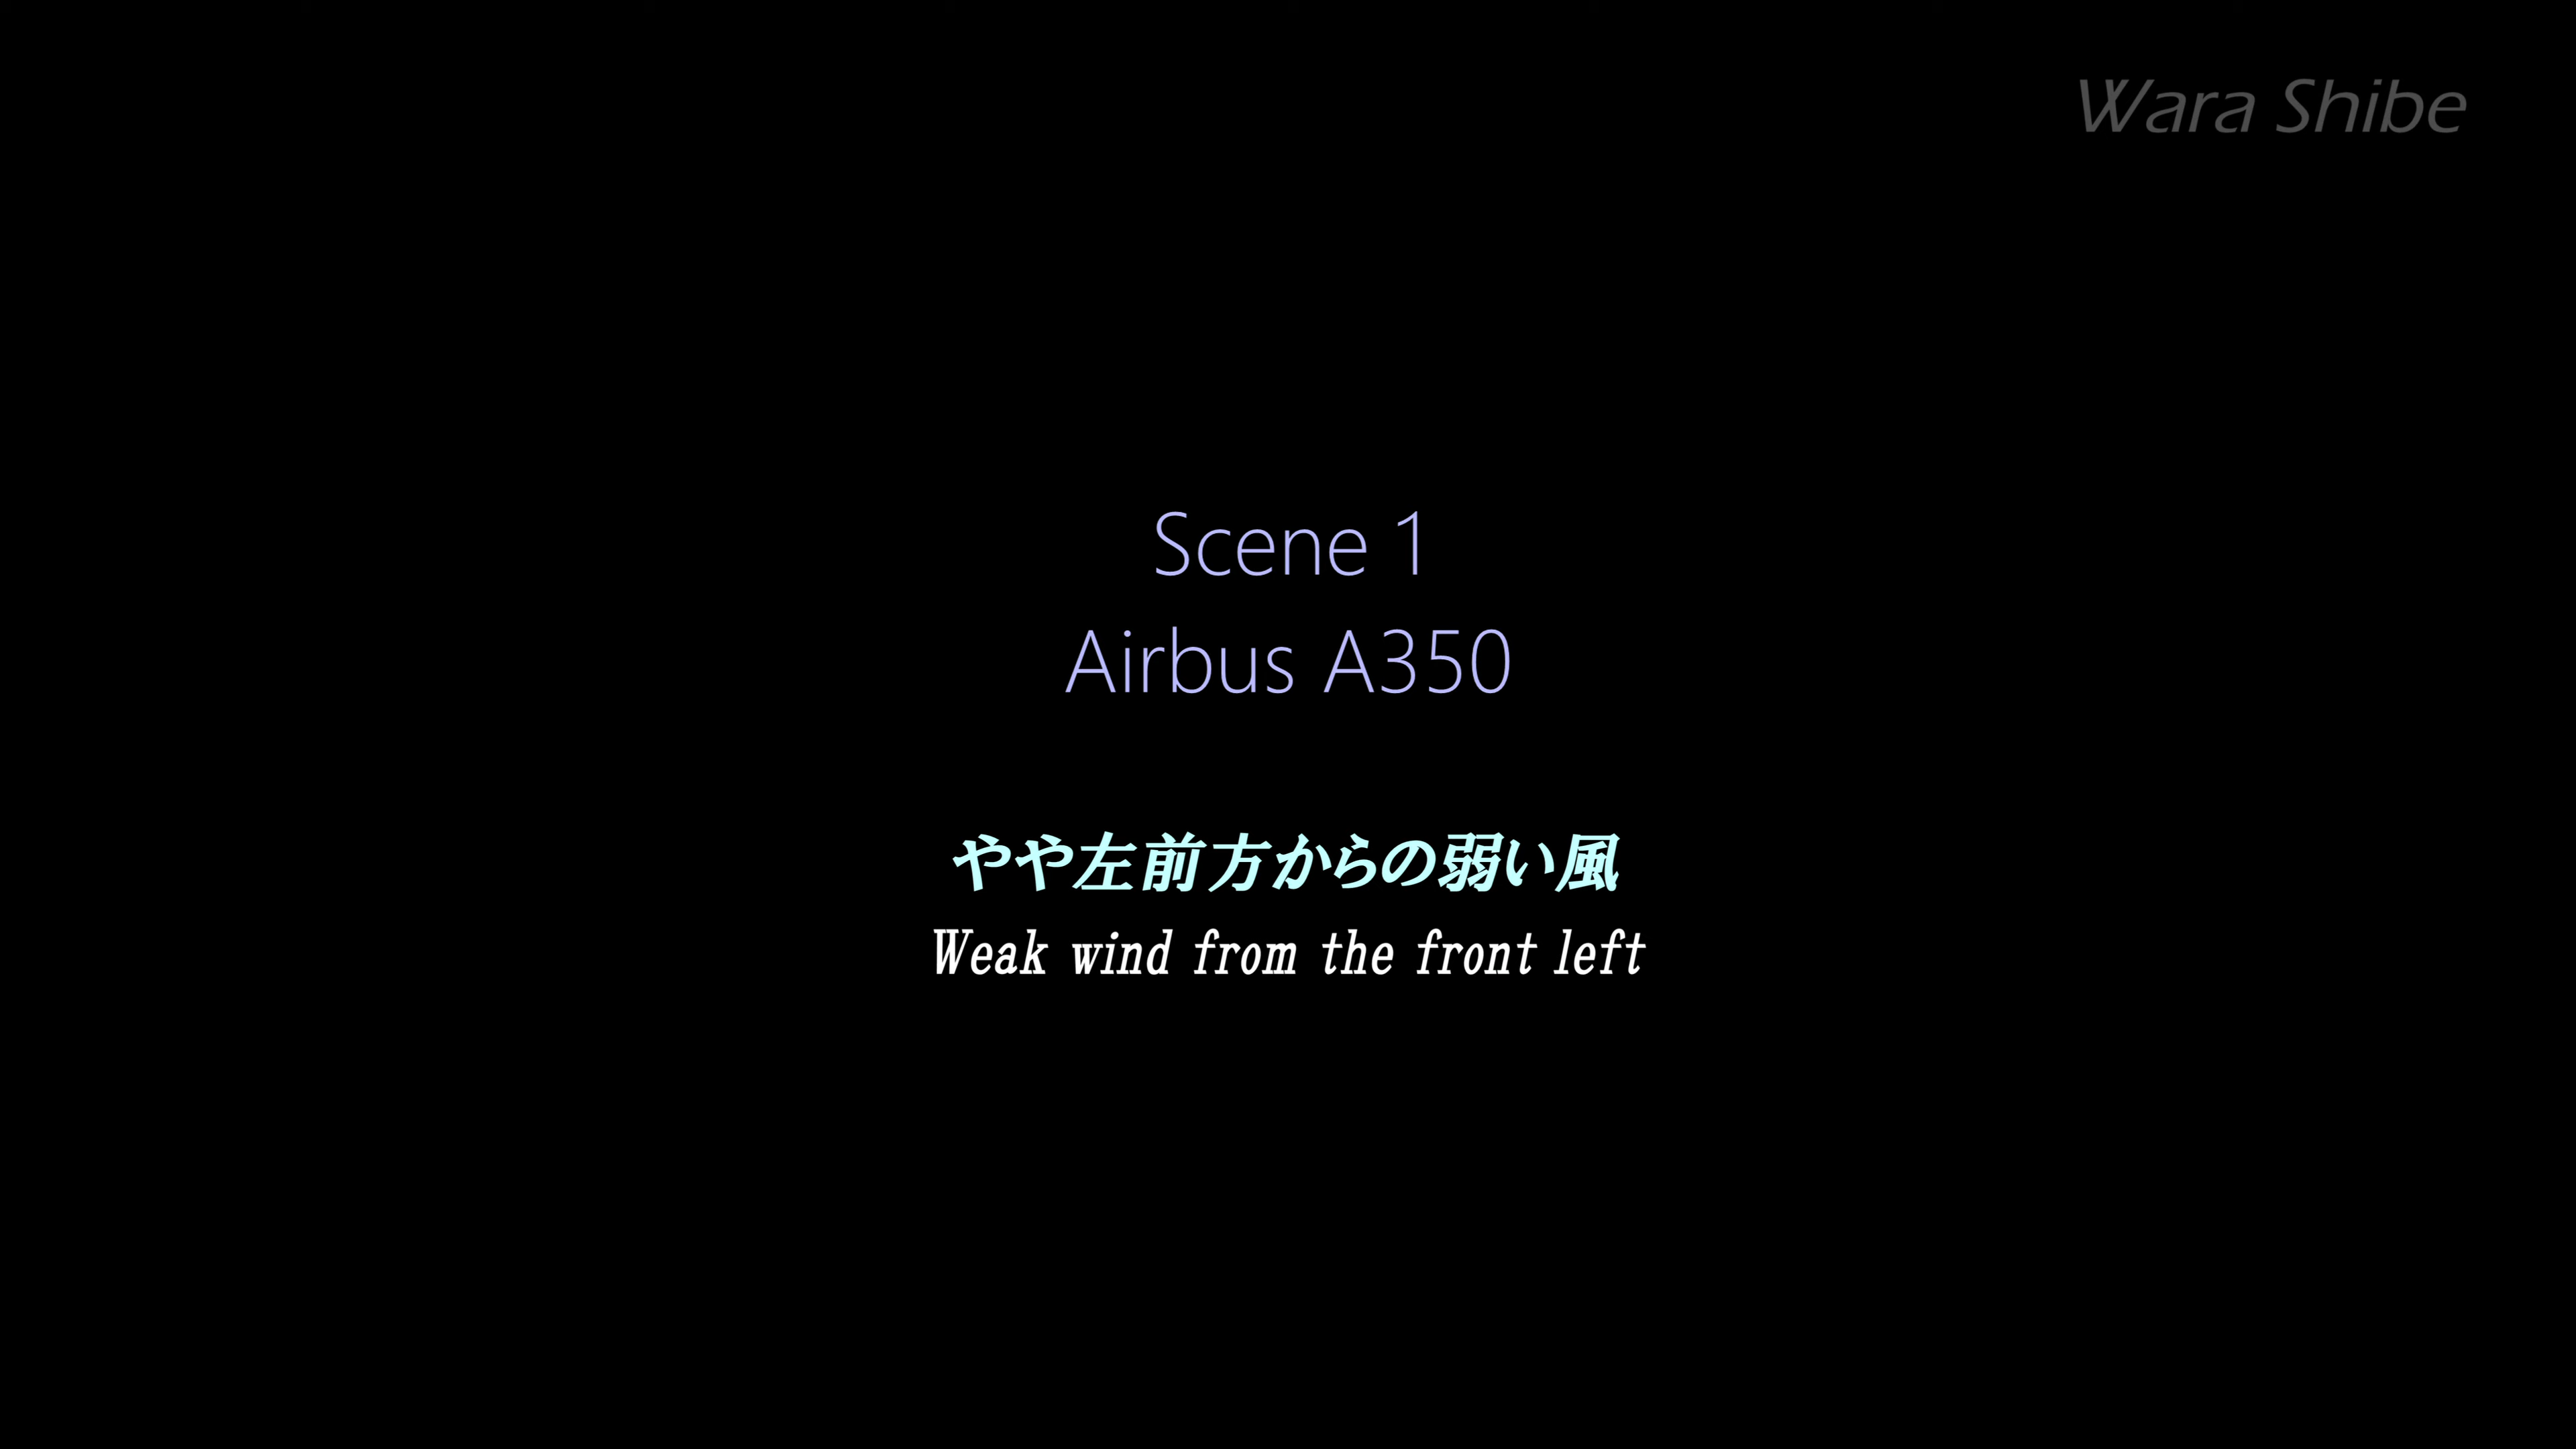 Wara Shibe
Scene 1
Airbus A350
やや左前方からの弱い風
Weak wind from the front left